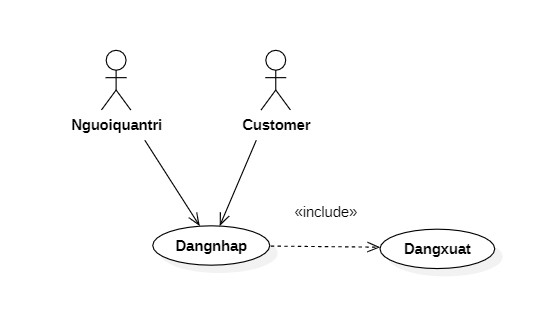 Nguoiquantri
Customer
«include»
Dangnhap
Dangxuat